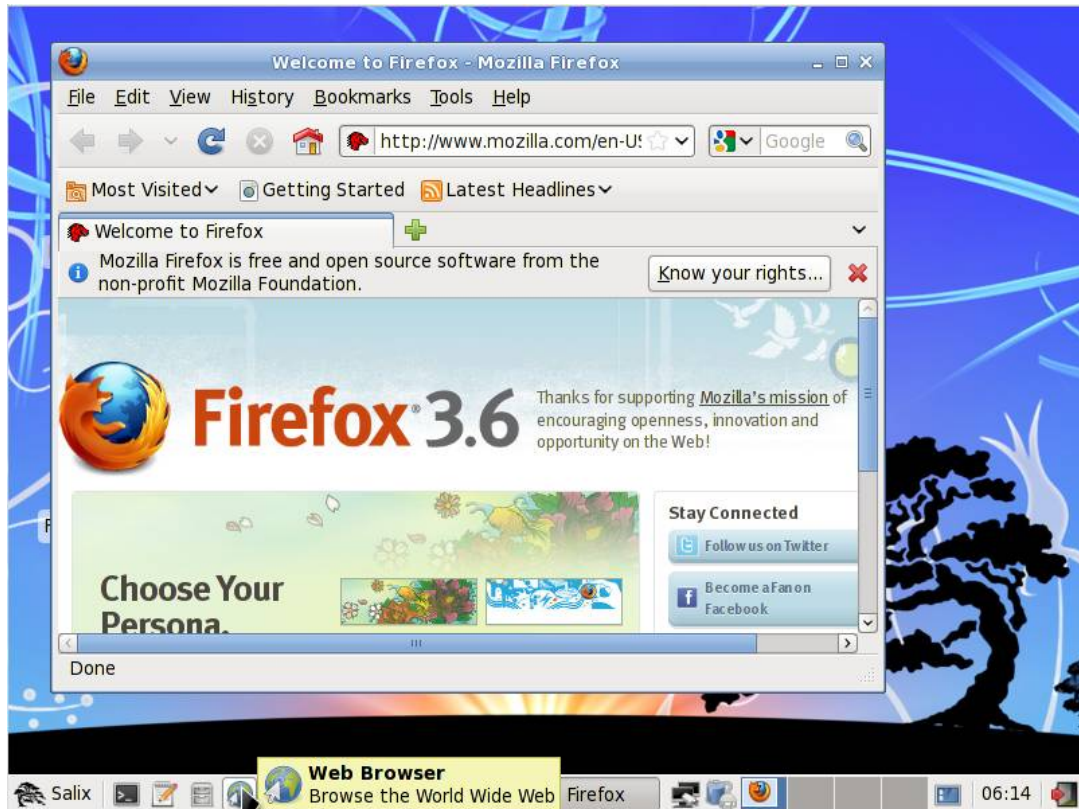 Welcome to Firefox - Mozilla Firefox
File Edit View History Bookmarks Tools Help
http://www.mozilla.com/en-US Google
Most Visited Getting Started Latest Headlines
Welcome to Firefox
Mozilla Firefox is free and open source software from the
non-profit Mozilla Foundation.
Know your rights...
Firefox 3.6
Thanks for supporting Mozilla's mission of
encouraging openness, innovation and
opportunity on the Web!
Choose Your
Persona.
Stay Connected
Follow us on Twitter
Become a Fan on
Facebook
Done
Web Browser
Browse the World Wide Web
Salix
Firefox
06:14